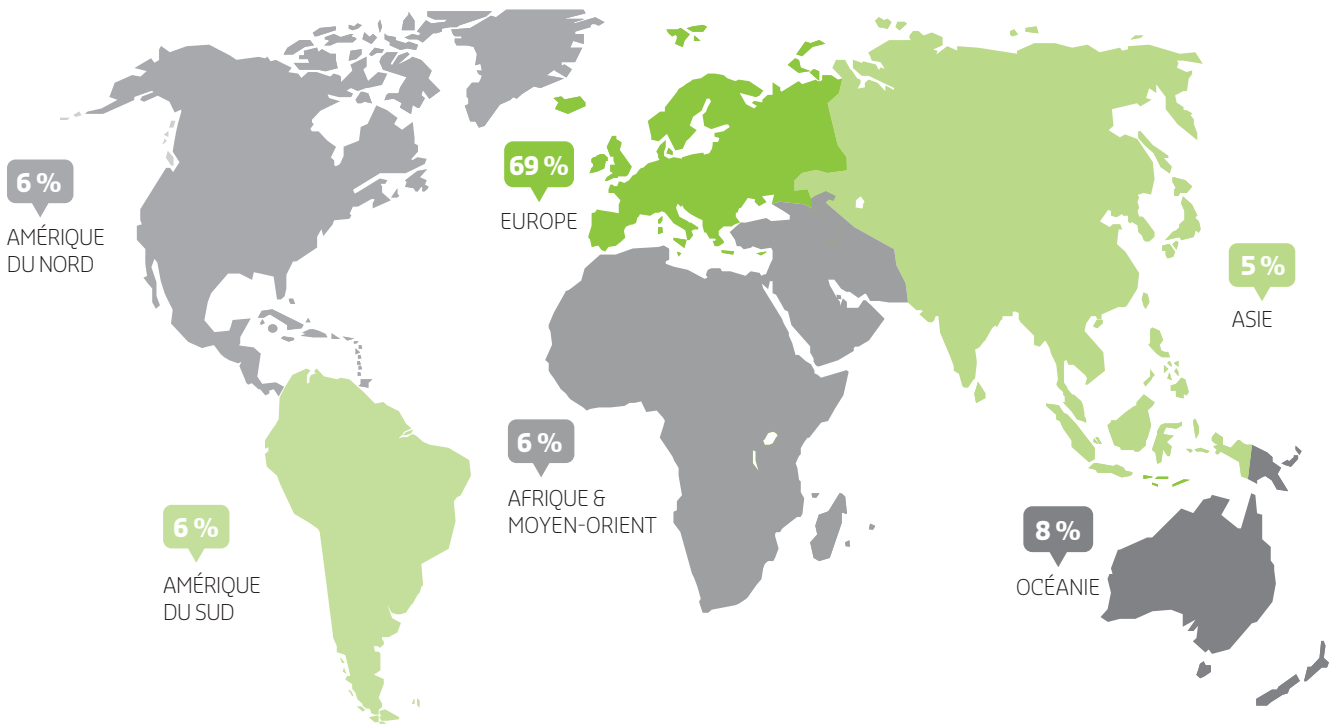 6 %
AMÉRIQUE
DU NORD
69 %
EUROPE
5 %
ASIE
6 %
AFRIQUE &
MOYEN-ORIENT
6 %
AMÉRIQUE
DU SUD
8 %
OCÉANIE